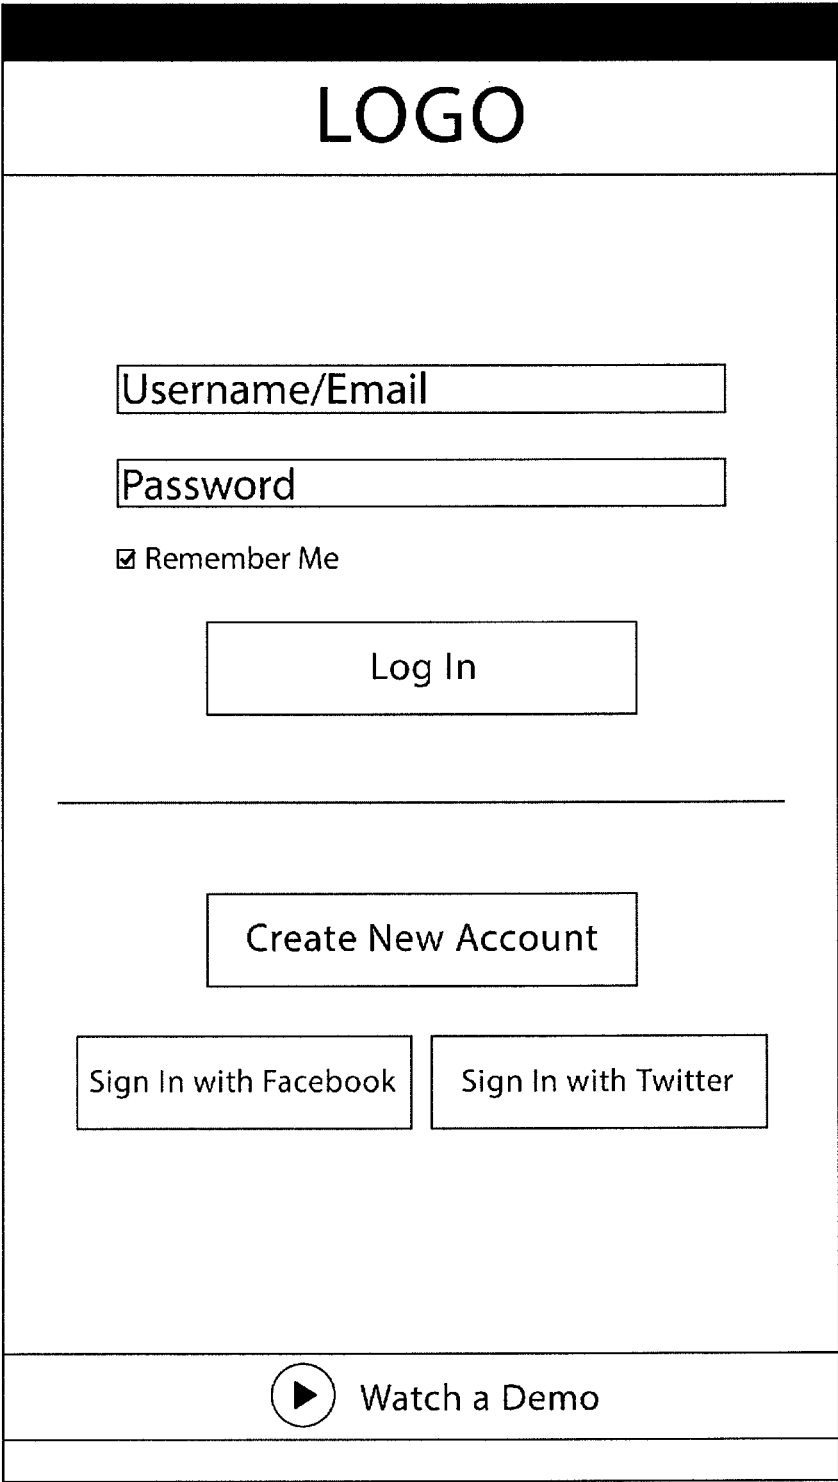 LOGO
Username/Email
Password
Remember Me
Log In
Create New Account
Sign In with Facebook
Sign In with Twitter
Watch a Demo